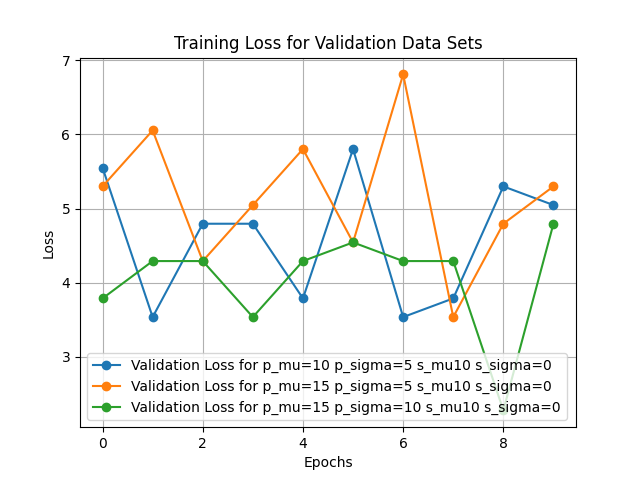 Training Loss for Validation Data Sets
7
6
5
4
3
Loss
Validation Loss for p_mu=10 p_sigma=5 s_mu10 s_sigma=0
Validation Loss for p_mu=15 p_sigma=5 s_mu10 s_sigma=0
Validation Loss for p_mu=15 p_sigma=10 s_mu10 s_sigma=0
0 2 4 6 8
Epochs